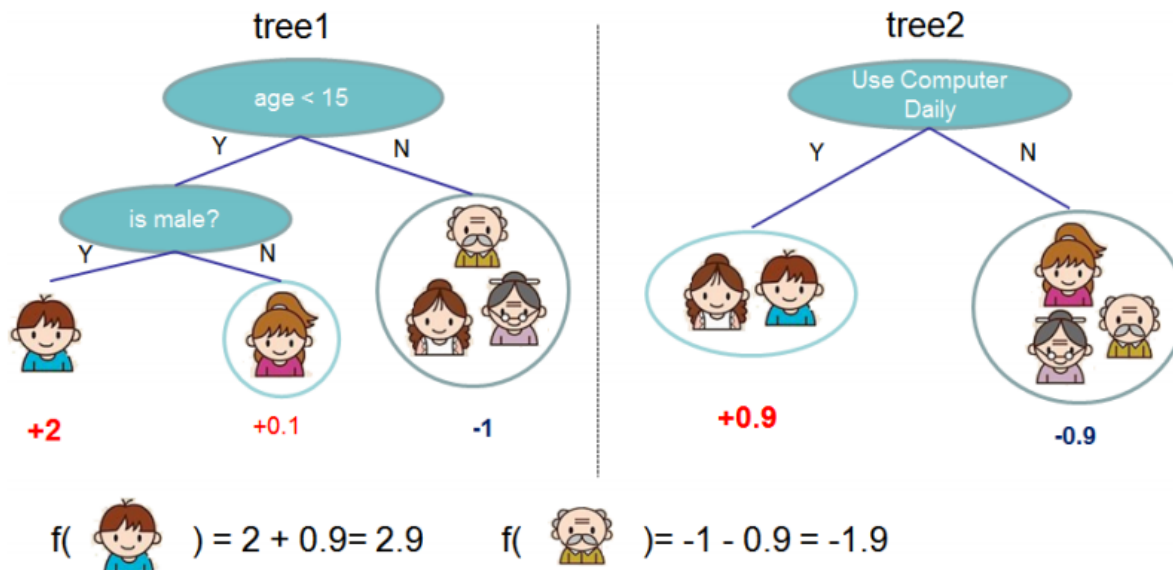 tree1
age < 15
Y
N
is male?
Y
N
+2
+0.1
-1
tree2
Use Computer
Daily
Y
N
+0.9
-0.9
f( ) = 2 + 0.9= 2.9
f( )= -1 - 0.9 = -1.9